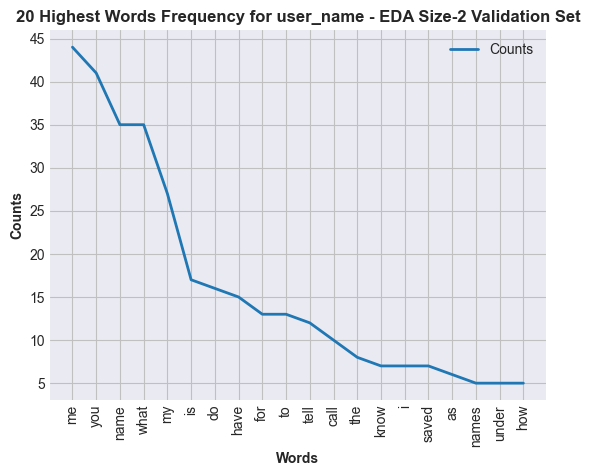 20 Highest Words Frequency for user_name - EDA Size-2 Validation Set
Counts
45
40
35
30
25
20
15
10
5
Counts
me
you
name
what
my
is
do
have
for
to
tell
call
the
know
i
saved
as
names
under
how
Words